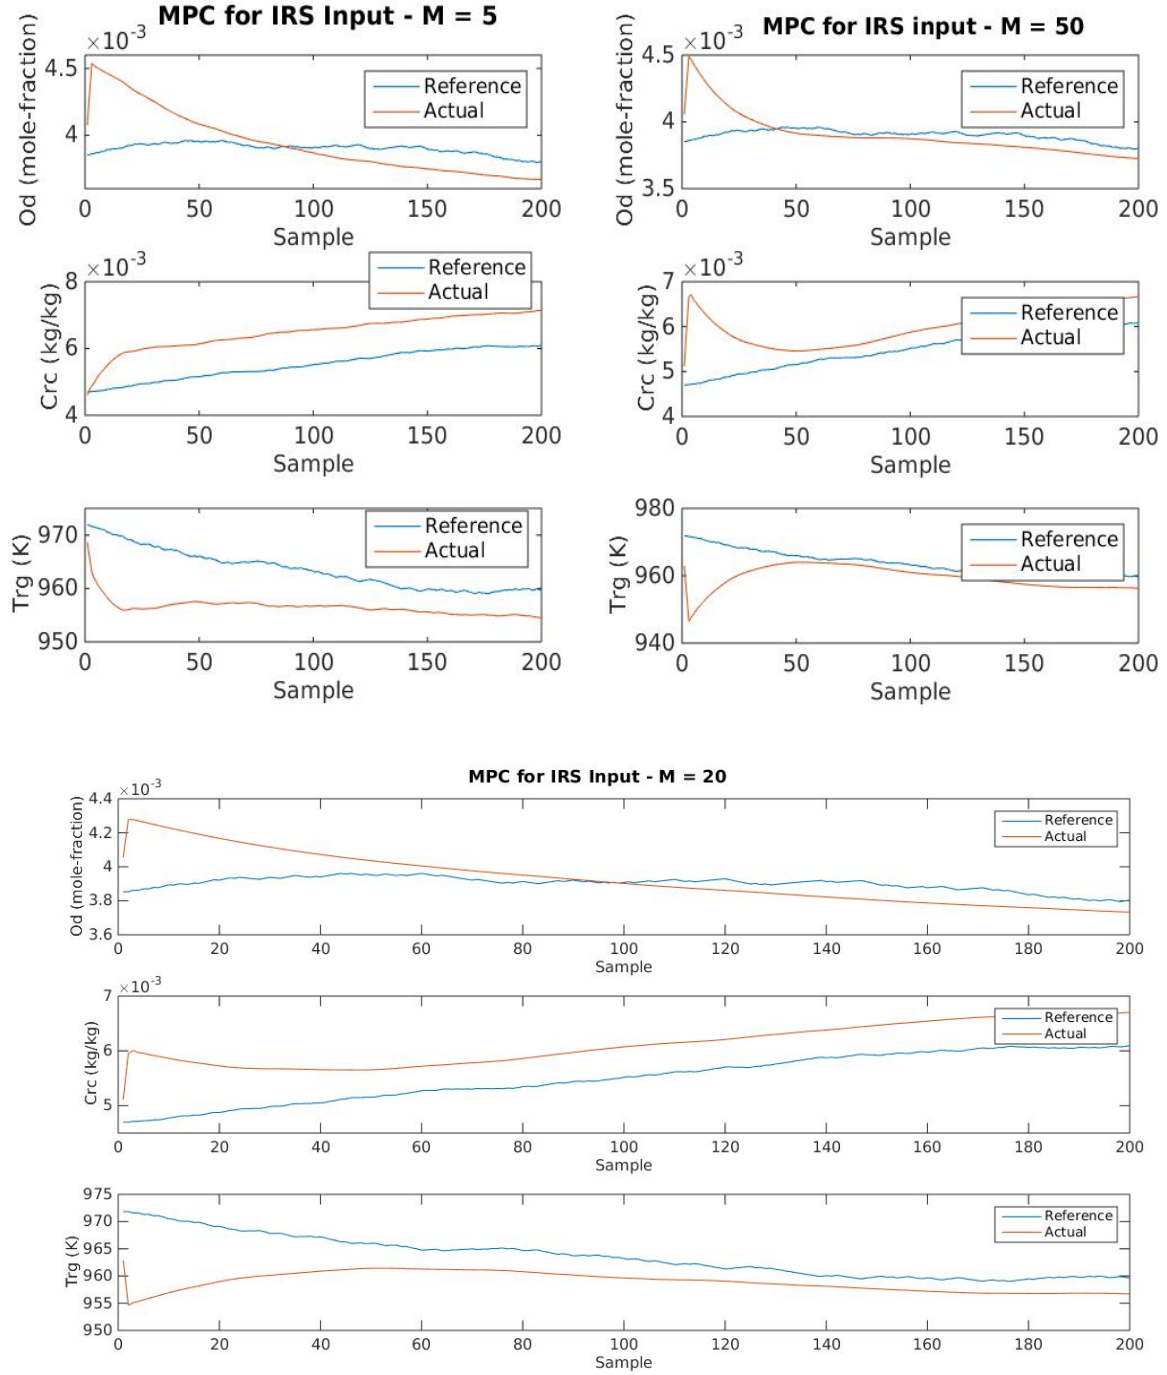 MPC for IRS Input - M = 5
×10-3
4.5
4
Od (mole-fraction)
Reference
Actual
0 50 100 150 200
Sample
×10-3
8
6
4
Crc (kg/kg)
Reference
Actual
0 50 100 150 200
Sample
970
960
950
Trg (K)
Reference
Actual
0 50 100 150 200
Sample
MPC for IRS input - M = 50
×10-3
4.5
4
3.5
Od (mole-fraction)
Reference
Actual
0 50 100 150 200
Sample
×10-3
7
6
5
4
Crc (kg/kg)
Reference
Actual
0 50 100 150 200
Sample
980
960
940
Trg (K)
Reference
Actual
0 50 100 150 200
Sample
MPC for IRS Input - M = 20
×10-3
4.4
4.2
4
3.8
3.6
Od (mole-fraction)
Reference
Actual
0 20 40 60 80 100 120 140 160 180 200
Sample
×10-3
7
6
5
Crc (kg/kg)
Reference
Actual
0 20 40 60 80 100 120 140 160 180 200
Sample
975
970
965
960
955
950
Trg (K)
Reference
Actual
0 20 40 60 80 100 120 140 160 180 200
Sample